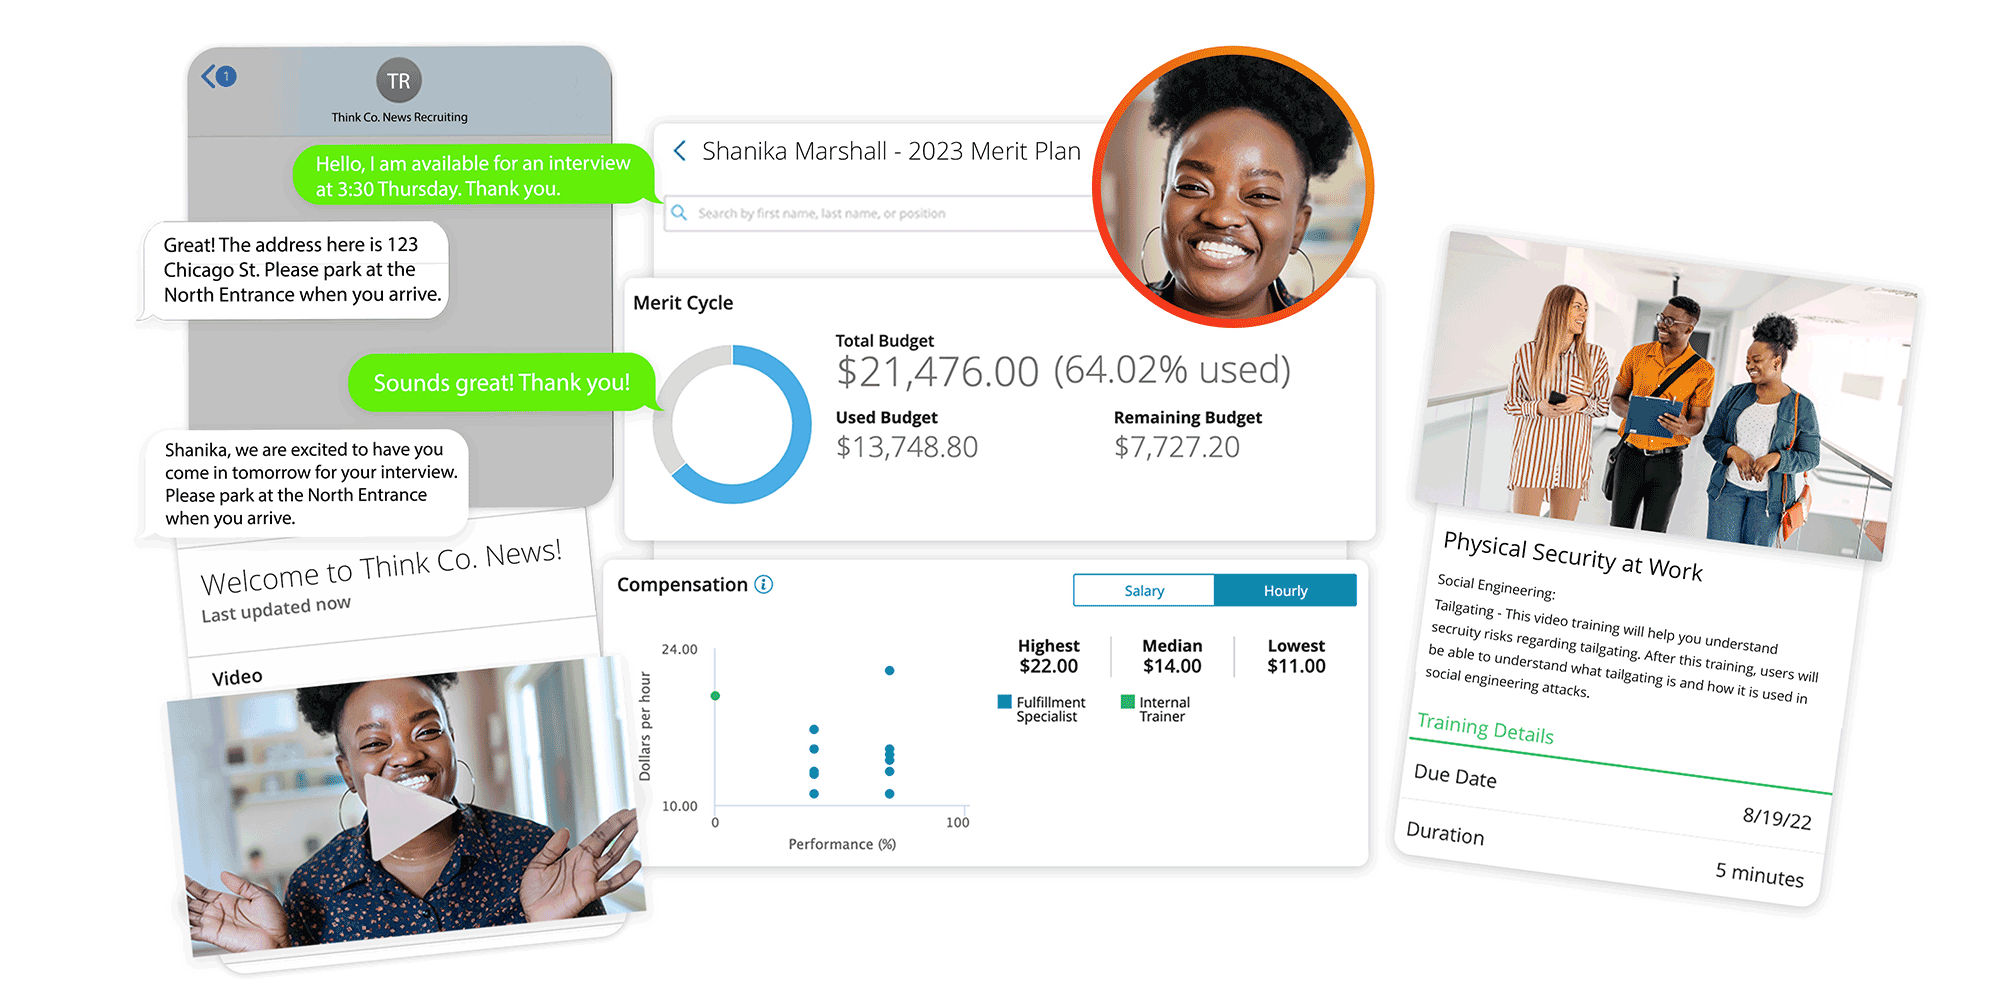 1
TR
Think Co. News Recruiting
Hello, I am available for an interview
at 3:30 Thursday. Thank you.
Great! The address here is 123
Chicago St. Please park at the
North Entrance when you arrive.
Sounds great! Thank you!
Shanika, we are excited to have you
come in tomorrow for your interview.
Please park at the North Entrance
when you arrive.
Welcome to Think Co. News!
Last updated now
Video
Shanika Marshall - 2023 Merit Plan
Search by first name, last name, or position
Merit Cycle
Total Budget
$21,476.00 (64.02% used)
Used Budget
$13,748.80
Remaining Budget
$7,727.20
Compensation i
Salary
Hourly
24.00
10.00
Dollars per hour
0
100
Performance (%)
Highest
$22.00
Median
$14.00
Lowest
$11.00
Fulfillment
Specialist
Internal
Trainer
Physical Security at Work
Social Engineering:
Tailgating - This video training will help you understand
secruity risks regarding tailgating. After this training, users will
be able to understand what tailgating is and how it is used in
social engineering attacks.
Training Details
Due Date
8/19/22
Duration
5 minutes